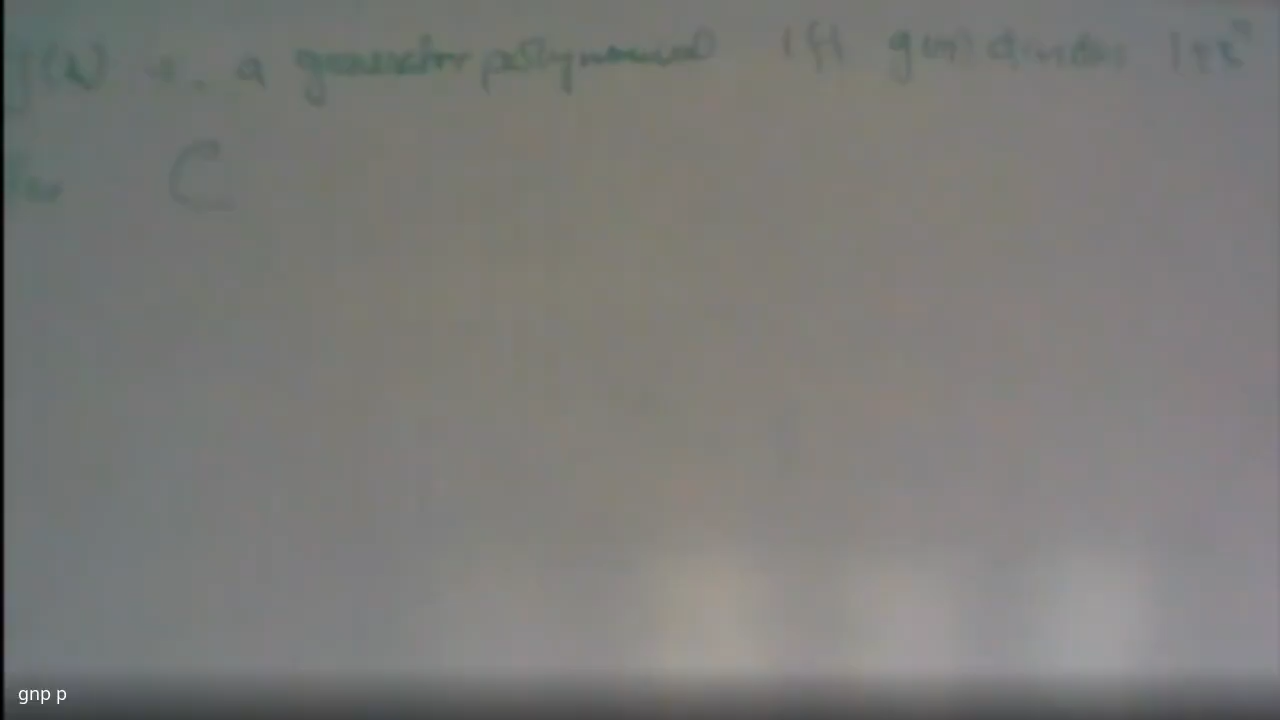 g(x) is a generator polynomial iff g(x) divides 1+x^n
for C
gnp p